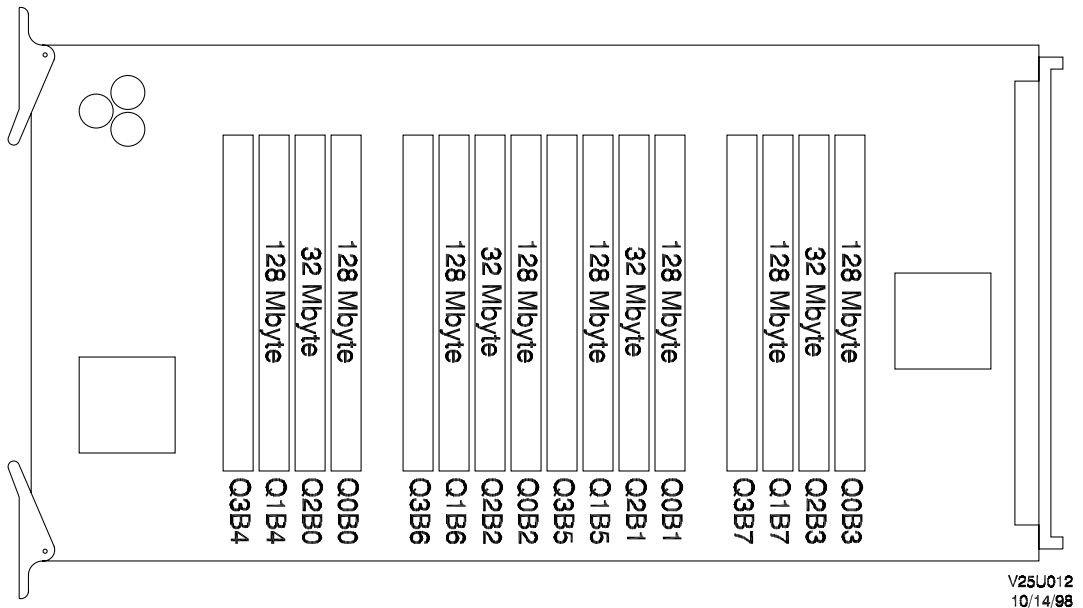 128 Mbyte
32 Mbyte
128 Mbyte
128 Mbyte
32 Mbyte
128 Mbyte
128 Mbyte
32 Mbyte
128 Mbyte
128 Mbyte
32 Mbyte
128 Mbyte
Q3B4
Q1B4
Q2B0
Q0B0
Q3B6
Q1B6
Q2B2
Q0B2
Q3B5
Q1B5
Q2B1
Q0B1
Q3B7
Q1B7
Q2B3
Q0B3
V25U012
10/14/98